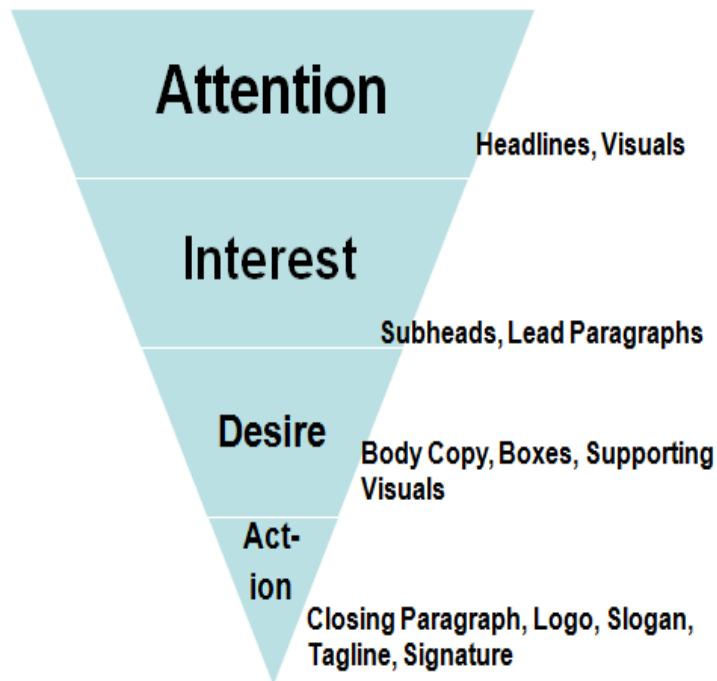 Attention
Headlines, Visuals
Interest
Subheads, Lead Paragraphs
Desire
Body Copy, Boxes, Supporting
Visuals
Act-
ion
Closing Paragraph, Logo, Slogan,
Tagline, Signature